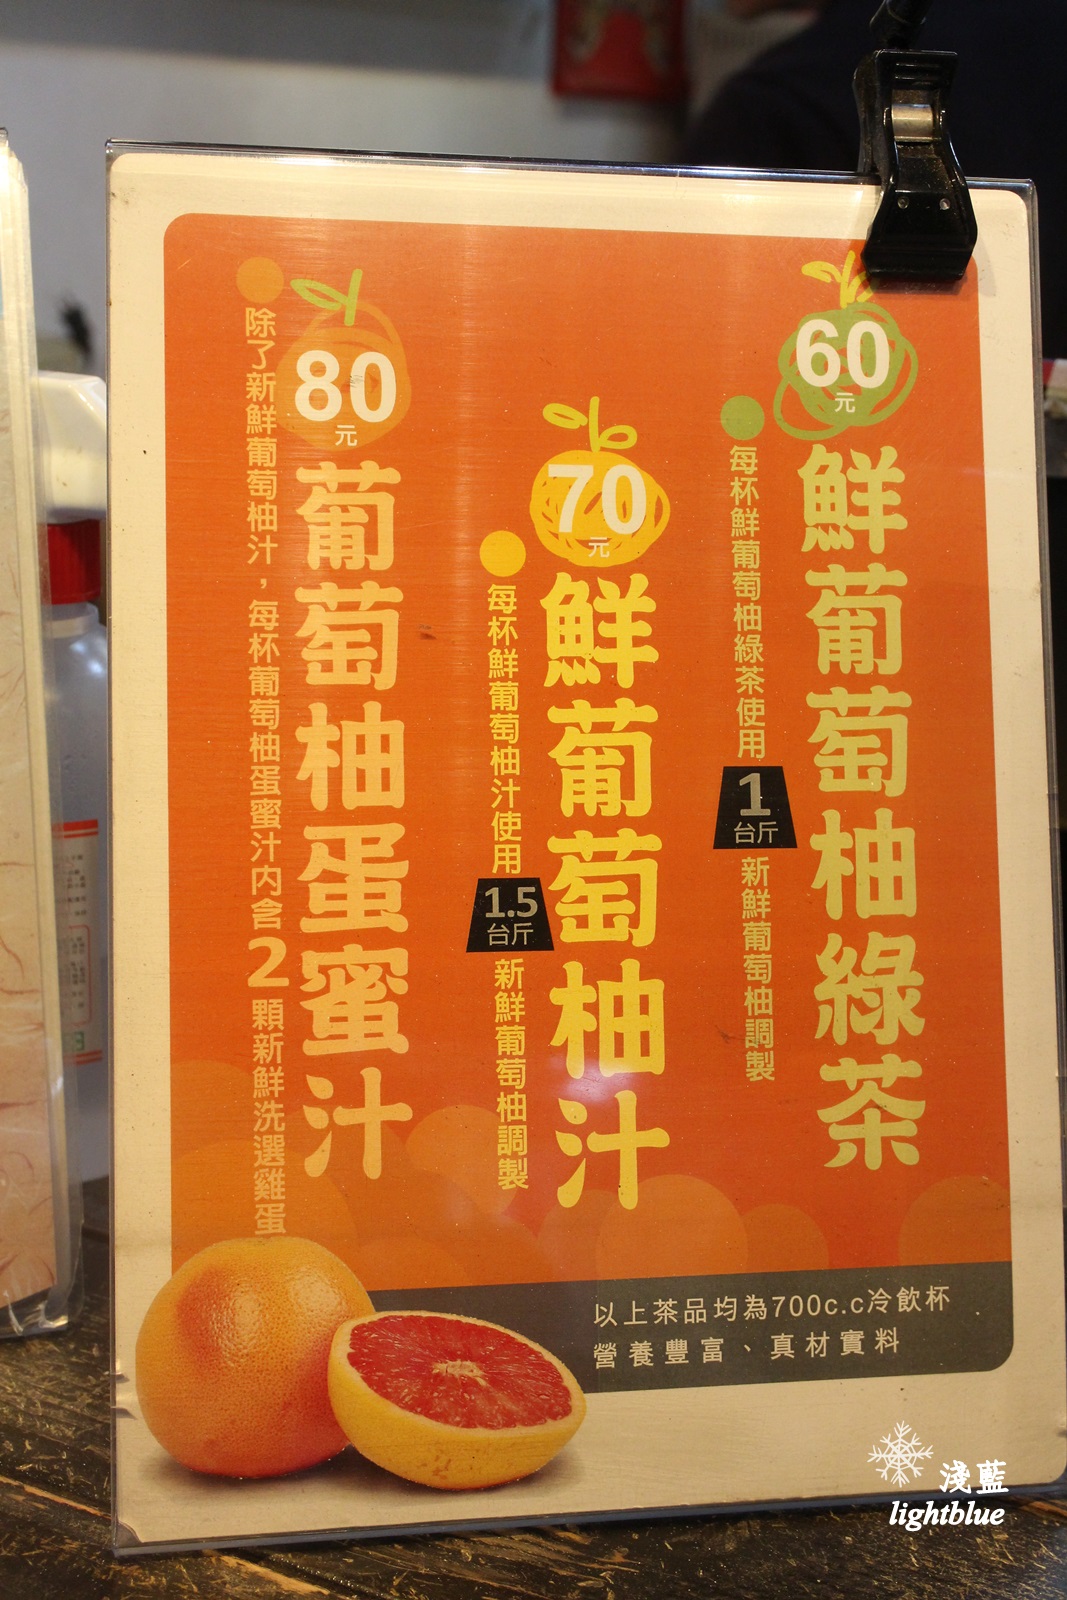 60
元
鮮葡萄柚綠茶
每杯鮮葡萄柚綠茶使用
1
台斤
新鮮葡萄柚調製
70
元
鮮葡萄柚汁
每杯鮮葡萄柚汁使用
1.5
台斤
新鮮葡萄柚調製
80
元
葡萄柚蛋蜜汁
除了新鮮葡萄柚汁，每杯葡萄柚蛋蜜汁內含2顆新鮮洗選雞蛋
以上茶品均為700c.c冷飲杯
營養豐富、真材實料
淺藍
lightblue